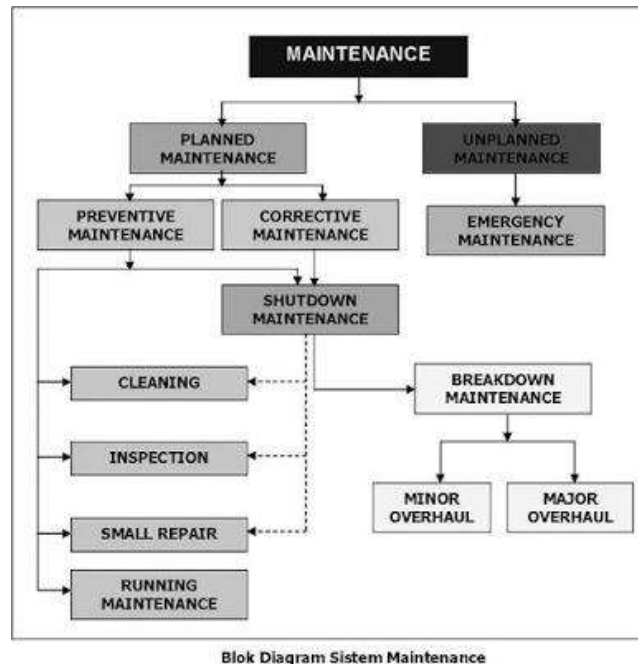 MAINTENANCE
PLANNED
MAINTENANCE
UNPLANNED
MAINTENANCE
PREVENTIVE
MAINTENANCE
CORRECTIVE
MAINTENANCE
EMERGENCY
MAINTENANCE
SHUTDOWN
MAINTENANCE
CLEANING
BREAKDOWN
MAINTENANCE
INSPECTION
MINOR
OVERHAUL
MAJOR
OVERHAUL
SMALL REPAIR
RUNNING
MAINTENANCE
Blok Diagram Sistem Maintenance